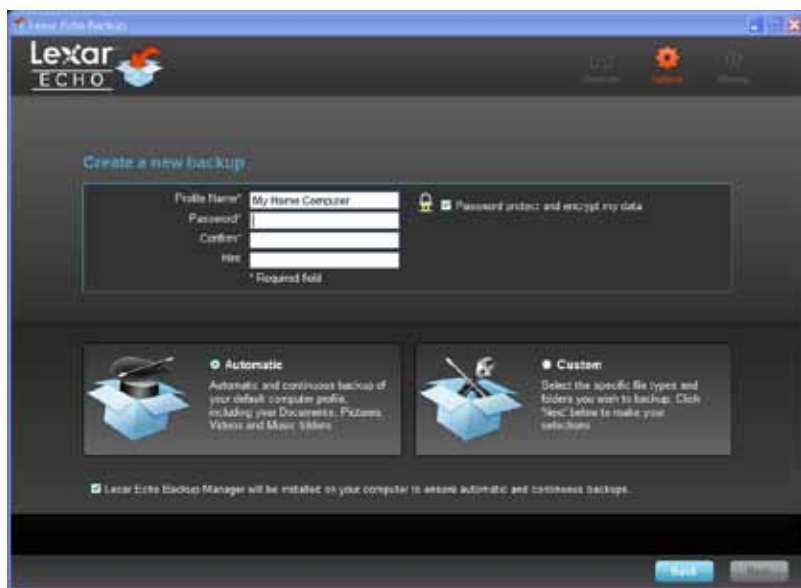 Lexar Echo Backup
Lexar
ECHO
Options
Create a new backup
Profile Name* My Home Computer
Password* Password protect and encrypt my data
Confirm*
Hint
* Required field
Automatic
Automatic and continuous backup of
your default computer profile,
including your Documents, Pictures
Videos and Music folders
Custom
Select the specific file types and
folders you wish to backup. Click
'Next' below to make your
selections
Lexar Echo Backup Manager will be installed on your computer to ensure automatic and continuous backups.
Back Next